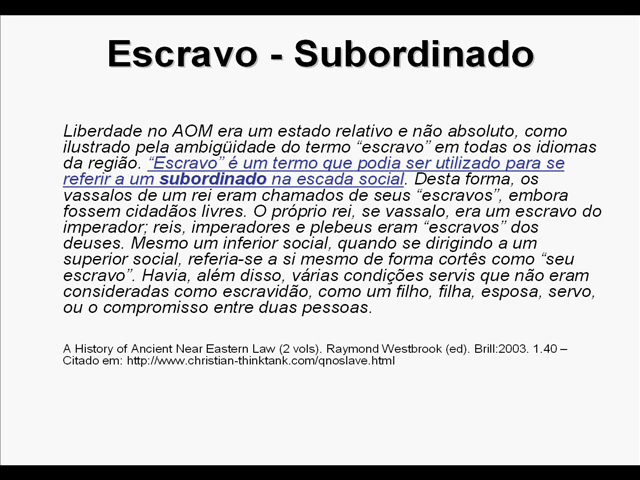 Escravo - Subordinado
Liberdade no AOM era um estado relativo e não absoluto, como
ilustrado pela ambigüidade do termo “escravo” em todas os idiomas
da região. “Escravo” é um termo que podia ser utilizado para se
referir a um subordinado na escada social. Desta forma, os
vassalos de um rei eram chamados de seus “escravos”, embora
fossem cidadãos livres. O próprio rei, se vassalo, era um escravo do
imperador; reis, imperadores e plebeus eram “escravos” dos
deuses. Mesmo um inferior social, quando se dirigindo a um
superior social, referia-se a si mesmo de forma cortês como “seu
escravo”. Havia, além disso, várias condições servis que não eram
consideradas como escravidão, como um filho, filha, esposa, servo,
ou o compromisso entre duas pessoas.
A History of Ancient Near Eastern Law (2 vols). Raymond Westbrook (ed). Brill:2003. 1.40 –
Citado em: http://www.christian-thinktank.com/qnoslave.html